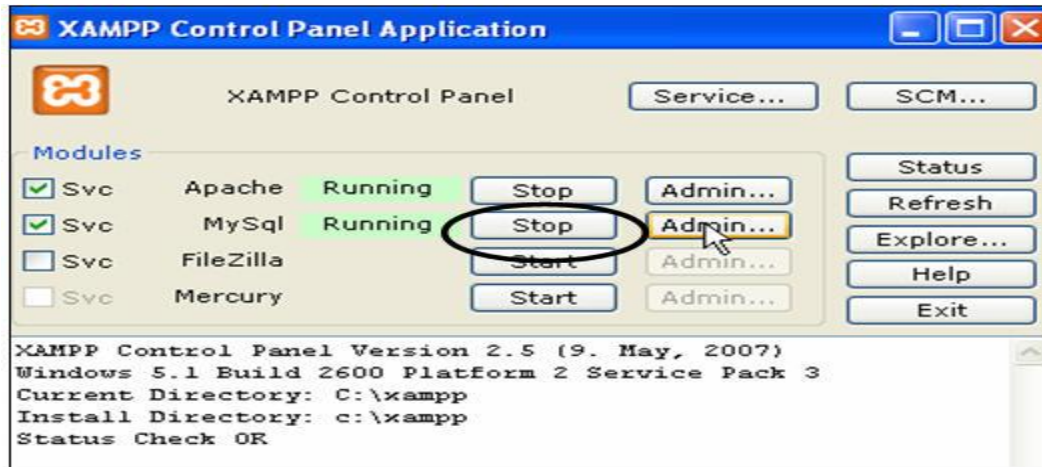 XAMPP Control Panel Application
XAMPP Control Panel Service... SCM...
Modules
Svc Apache Running Stop Admin... Status
Svc MySql Running Stop Admin... Refresh
Svc FileZilla Start Admin... Explore...
Svc Mercury Start Admin... Help
Exit
XAMPP Control Panel Version 2.5 (9. May, 2007)
Windows 5.1 Build 2600 Platform 2 Service Pack 3
Current Directory: C:\xampp
Install Directory: c:\xampp
Status Check OR